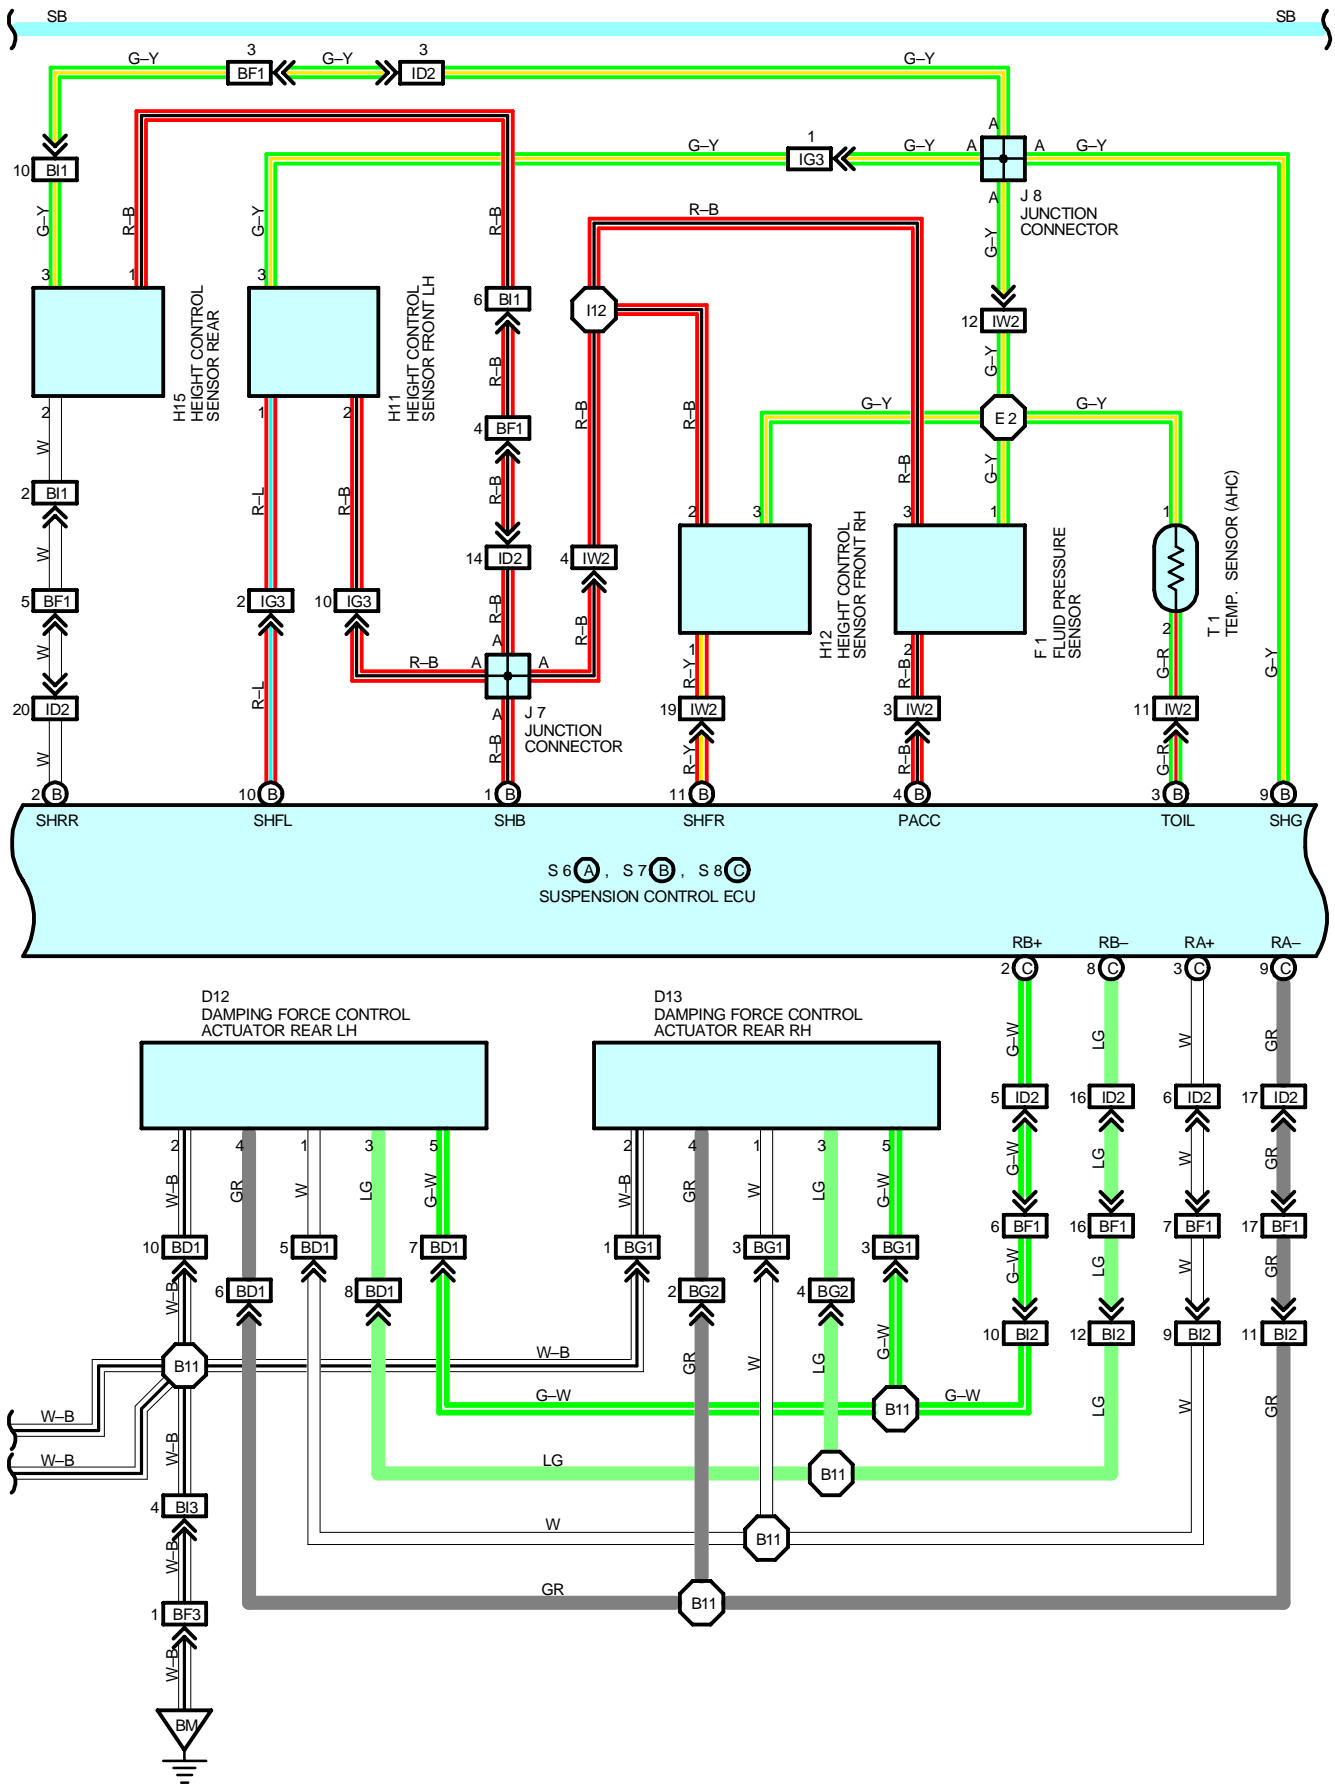 SB SB
3 3
G–Y BF1 G–Y ID2 G–Y
1
A
G–Y IG3 G–Y A A G–Y
10 BI1
A
J 8
JUNCTION
CONNECTOR
G–Y R–B G–Y R–B R–B G–Y
3 1 3
6 BI1 I12 12 IW2
H15
HEIGHT CONTROL
SENSOR REAR
H11
HEIGHT CONTROL
SENSOR FRONT LH
R–B G–Y
2 1 2 R–B R–B G–Y E 2 G–Y
W 4 BF1
2 BI1 R–L R–B R–B R–B G–Y
2 3 3 1 1
W 14 ID2 4 IW2
H12
HEIGHT CONTROL
SENSOR FRONT RH
F 1
FLUID PRESSURE
SENSOR
T 1
TEMP. SENSOR (AHC)
5 BF1 2 IG3 10 IG3 R–B R–B
W A 1 2 2
R–B A A R–Y R–B G–R G–Y
20 ID2 R–L A 19 IW2 3 IW2 11 IW2
J 7
JUNCTION
CONNECTOR
W R–B R–Y R–B G–R
2 B 10 B 1 B 11 B 4 B 3 B 9 B
SHRR SHFL SHB SHFR PACC TOIL SHG
S 6 A , S 7 B , S 8 C
SUSPENSION CONTROL ECU
RB+ RB– RA+ RA–
2 C 8 C 3 C 9 C
D12
DAMPING FORCE CONTROL
ACTUATOR REAR LH
D13
DAMPING FORCE CONTROL
ACTUATOR REAR RH
G–W LG W GR
5 ID2 16 ID2 6 ID2 17 ID2
2 4 1 3 5 2 4 1 3 5
G–W LG W GR
W–B GR W LG G–W W–B GR W LG G–W
6 BF1 16 BF1 7 BF1 17 BF1
10 BD1 5 BD1 7 BD1 1 BG1 3 BG1 3 BG1
G–W LG W GR
W–B 6 BD1 8 BD1 2 BG2 4 BG2
10 BI2 12 BI2 9 BI2 11 BI2
B11 W–B GR W LG G–W
G–W B11 G–W LG W GR
W–B
W–B W–B
LG B11
4 BI3
W B11
W–B
GR B11
1 BF3
W–B
BM